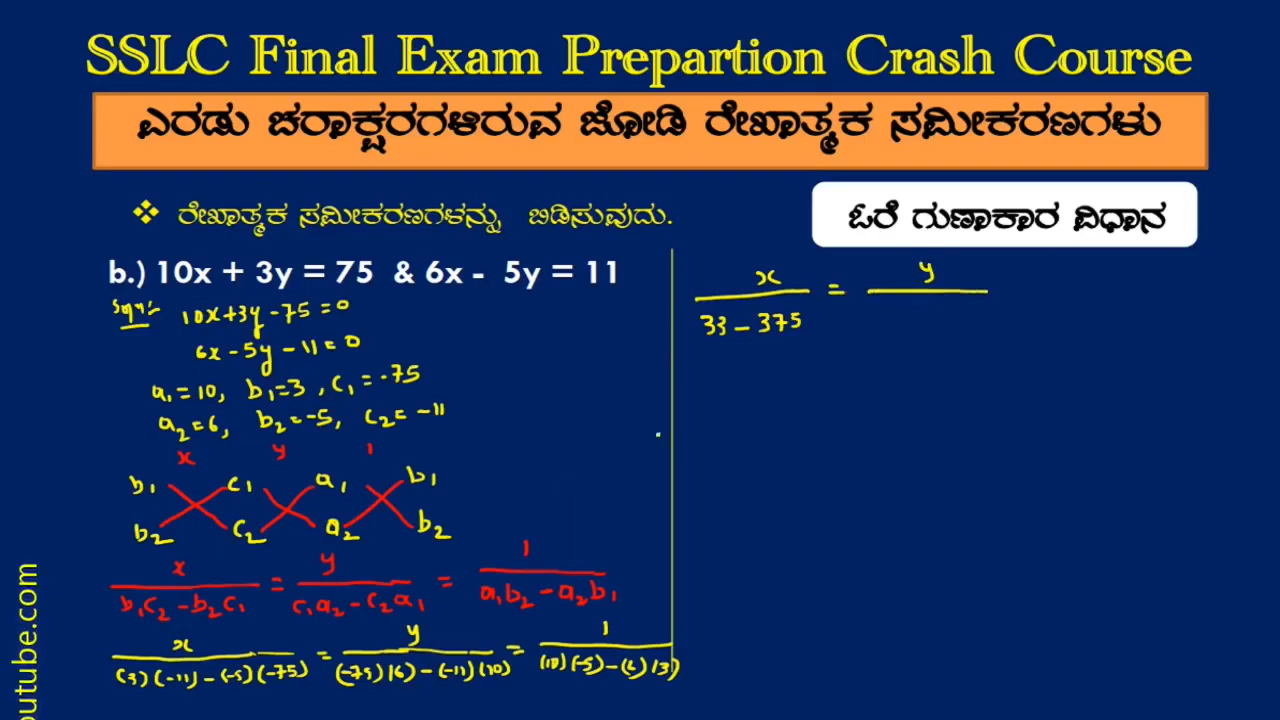 SSLC Final Exam Prepartion Crash Course
ಎರಡು ಚರಾಕ್ಷರಗಳಿರುವ ಜೋಡಿ ರೇಖಾತ್ಮಕ ಸಮೀಕರಣಗಳು
❖ ರೇಖಾತ್ಮಕ ಸಮೀಕರಣಗಳನ್ನು ಬಿಡಿಸುವುದು.
ಓರೆ ಗುಣಾಕಾರ ವಿಧಾನ
b.) 10x + 3y = 75 & 6x - 5y = 11
10x+3y-75=0
6x-5y-11=0
a₁=10, b₁=3, c₁=-75
a₂=6, b₂=-5, c₂=-11
x y 1
b₁ c₁ a₁ b₁
b₂ c₂ a₂ b₂
x/(b₁c₂-b₂c₁) = y/(c₁a₂-c₂a₁) = 1/(a₁b₂-a₂b₁)
x/((3)(-11)-(-5)(-75)) = y/((-75)(6)-(-11)(10)) = 1/((10)(-5)-(6)(3))
x/(33-375) = y/
outube.com